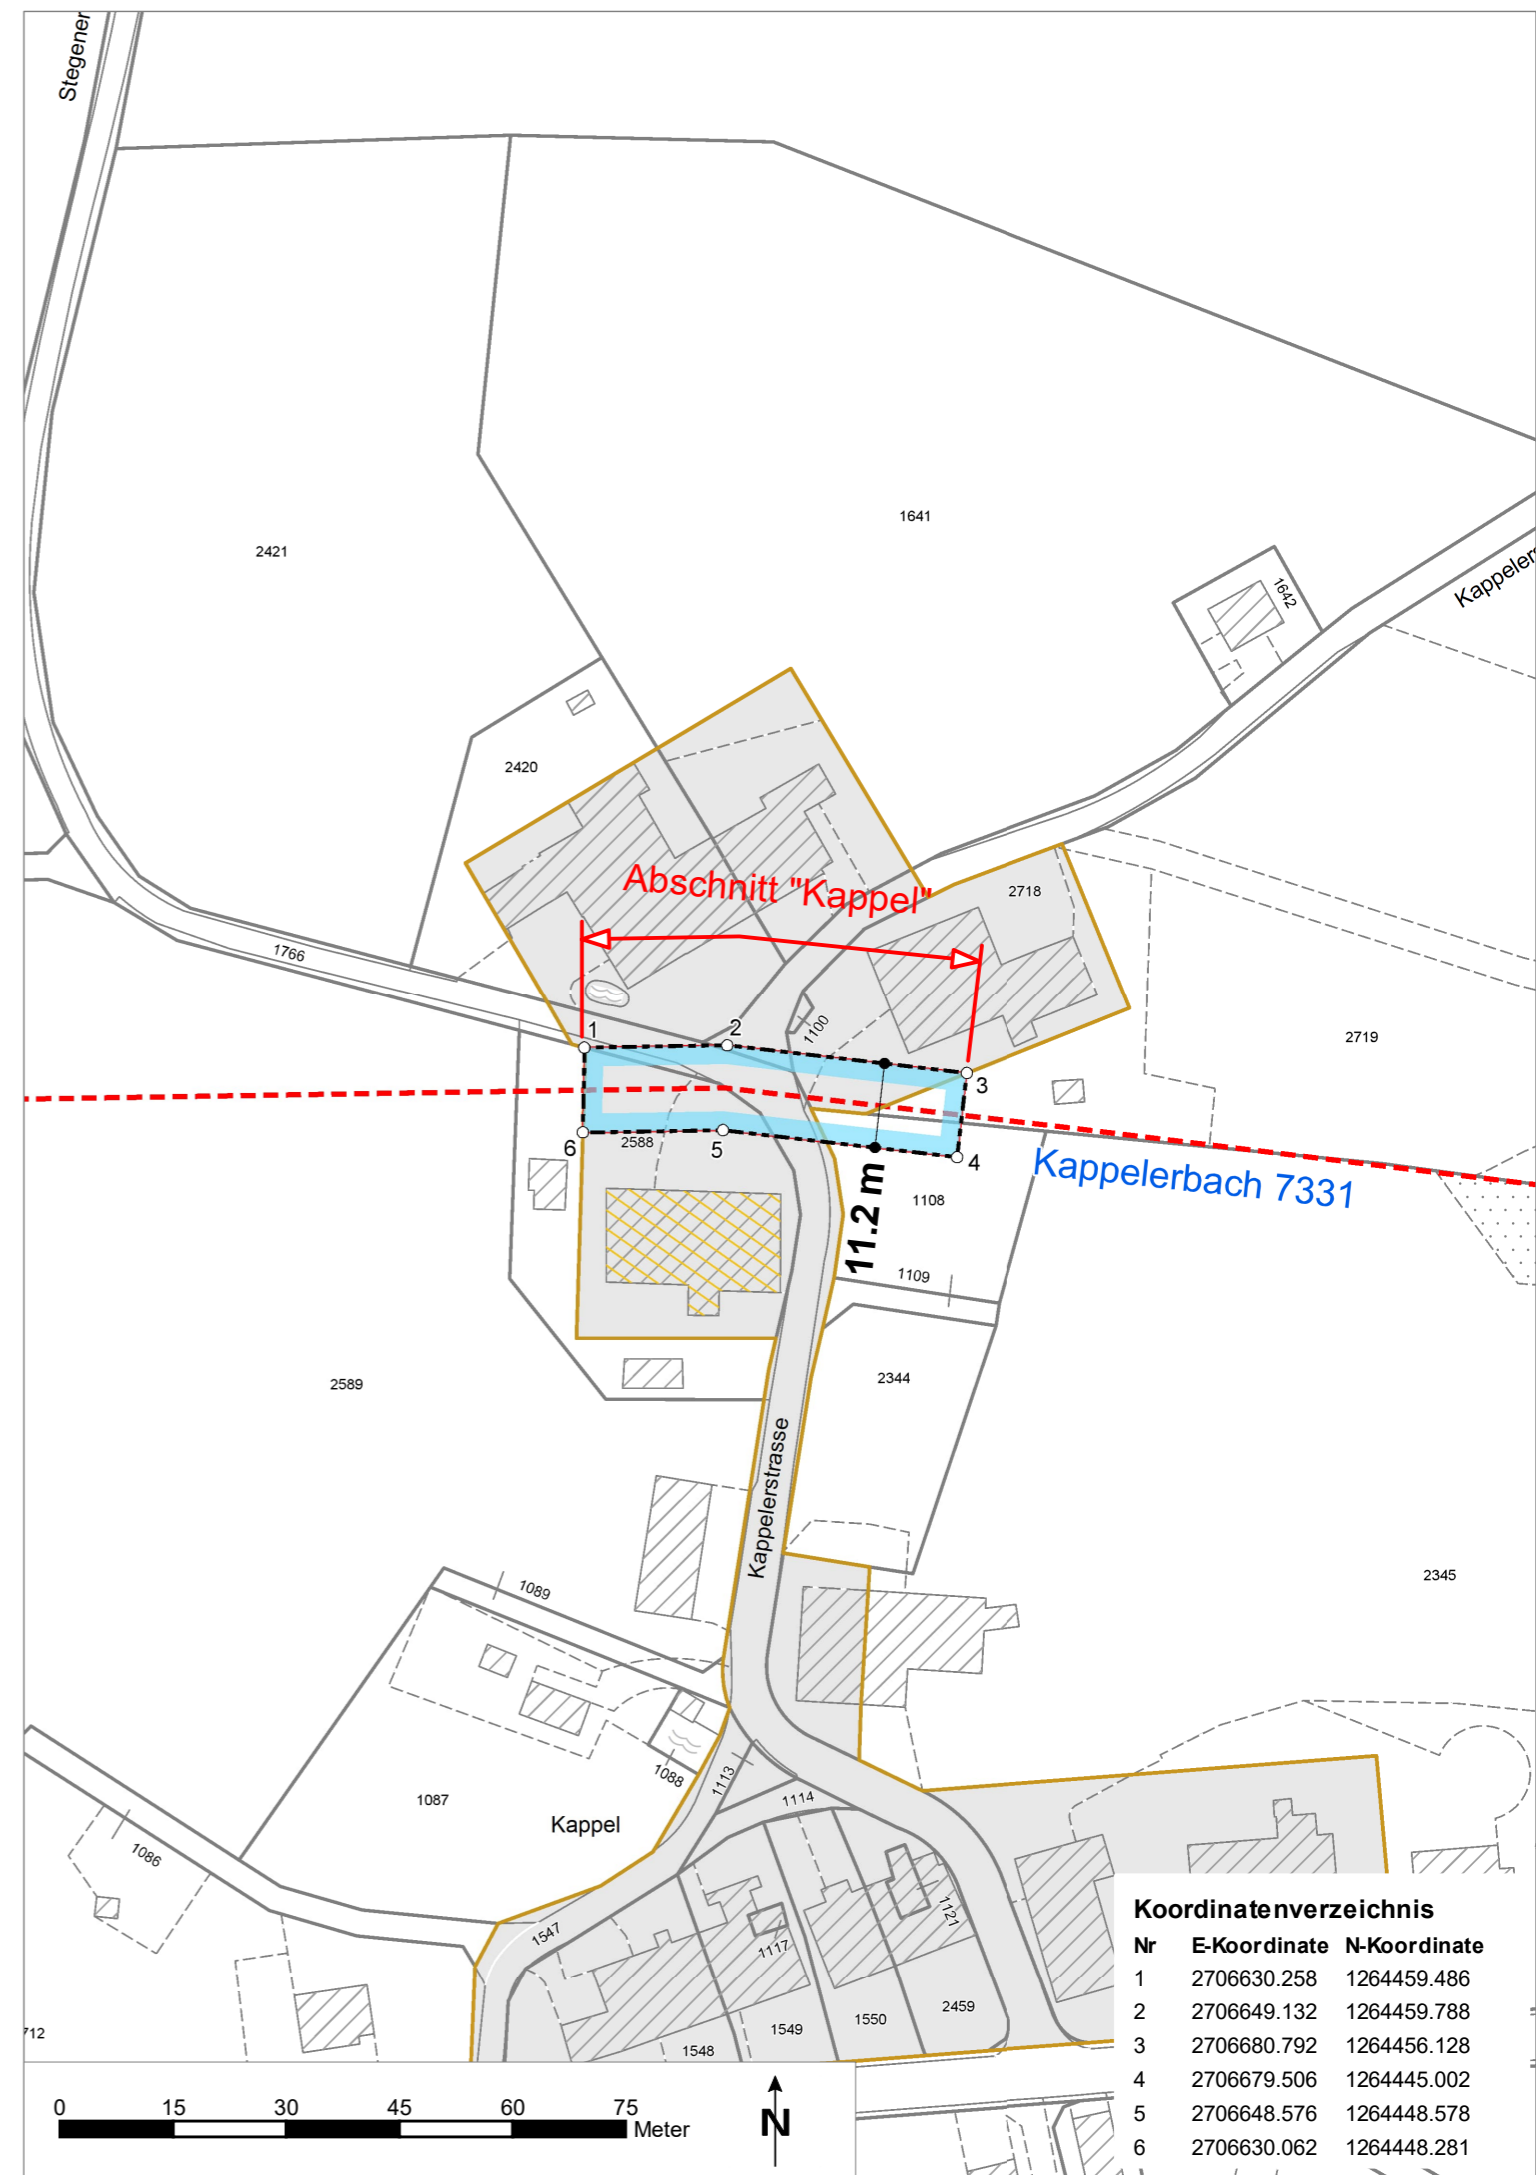 Stegener
2421
1641
1642
Kappelers
2420
Abschnitt "Kappel"
2718
1766
1100
2719
1
2
3
4
5
6
2588
11.2 m
Kappelerbach 7331
1108
1109
2589
2344
Kappelerstrasse
2345
1089
1088
1087
1113
1114
Kappel
1086
1547
1117
1121
1548
1549
1550
2459
712
Koordinatenverzeichnis
Nr E-Koordinate N-Koordinate
1 2706630.258 1264459.486
2 2706649.132 1264459.788
3 2706680.792 1264456.128
4 2706679.506 1264445.002
5 2706648.576 1264448.578
6 2706630.062 1264448.281
0 15 30 45 60 75
Meter
N